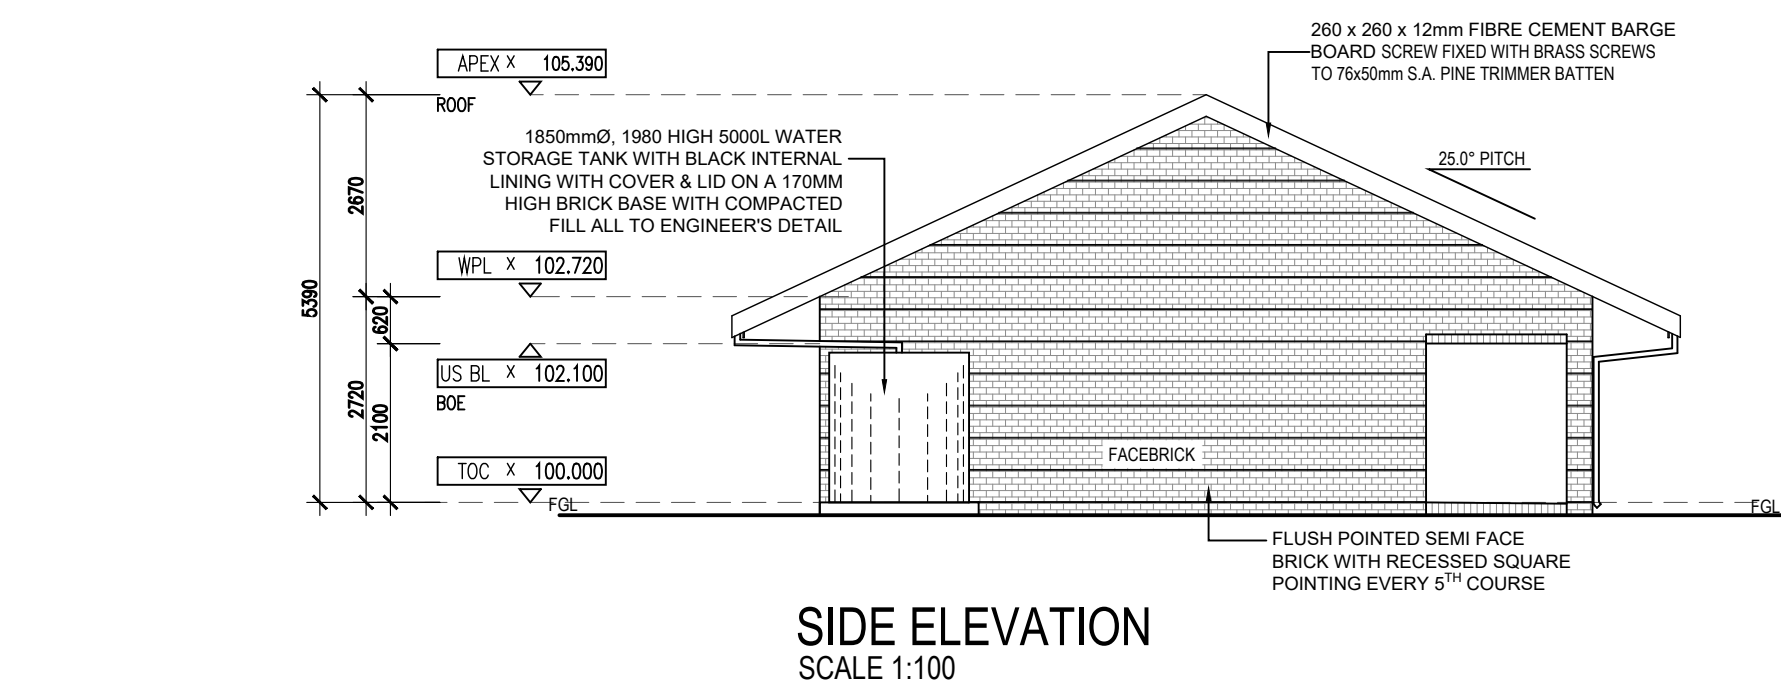 260 x 260 x 12mm FIBRE CEMENT BARGE
BOARD SCREW FIXED WITH BRASS SCREWS
TO 76x50mm S.A. PINE TRIMMER BATTEN
APEX X 105.390
ROOF
1850mmØ, 1980 HIGH 5000L WATER
STORAGE TANK WITH BLACK INTERNAL
LINING WITH COVER & LID ON A 170MM
HIGH BRICK BASE WITH COMPACTED
FILL ALL TO ENGINEER'S DETAIL
25.0° PITCH
2670
WPL X 102.720
5390
620
US BL X 102.100
BOE
2720
2100
FACEBRICK
TOC X 100.000
FGL
FGL
FLUSH POINTED SEMI FACE
BRICK WITH RECESSED SQUARE
POINTING EVERY 5TH COURSE
SIDE ELEVATION
SCALE 1:100